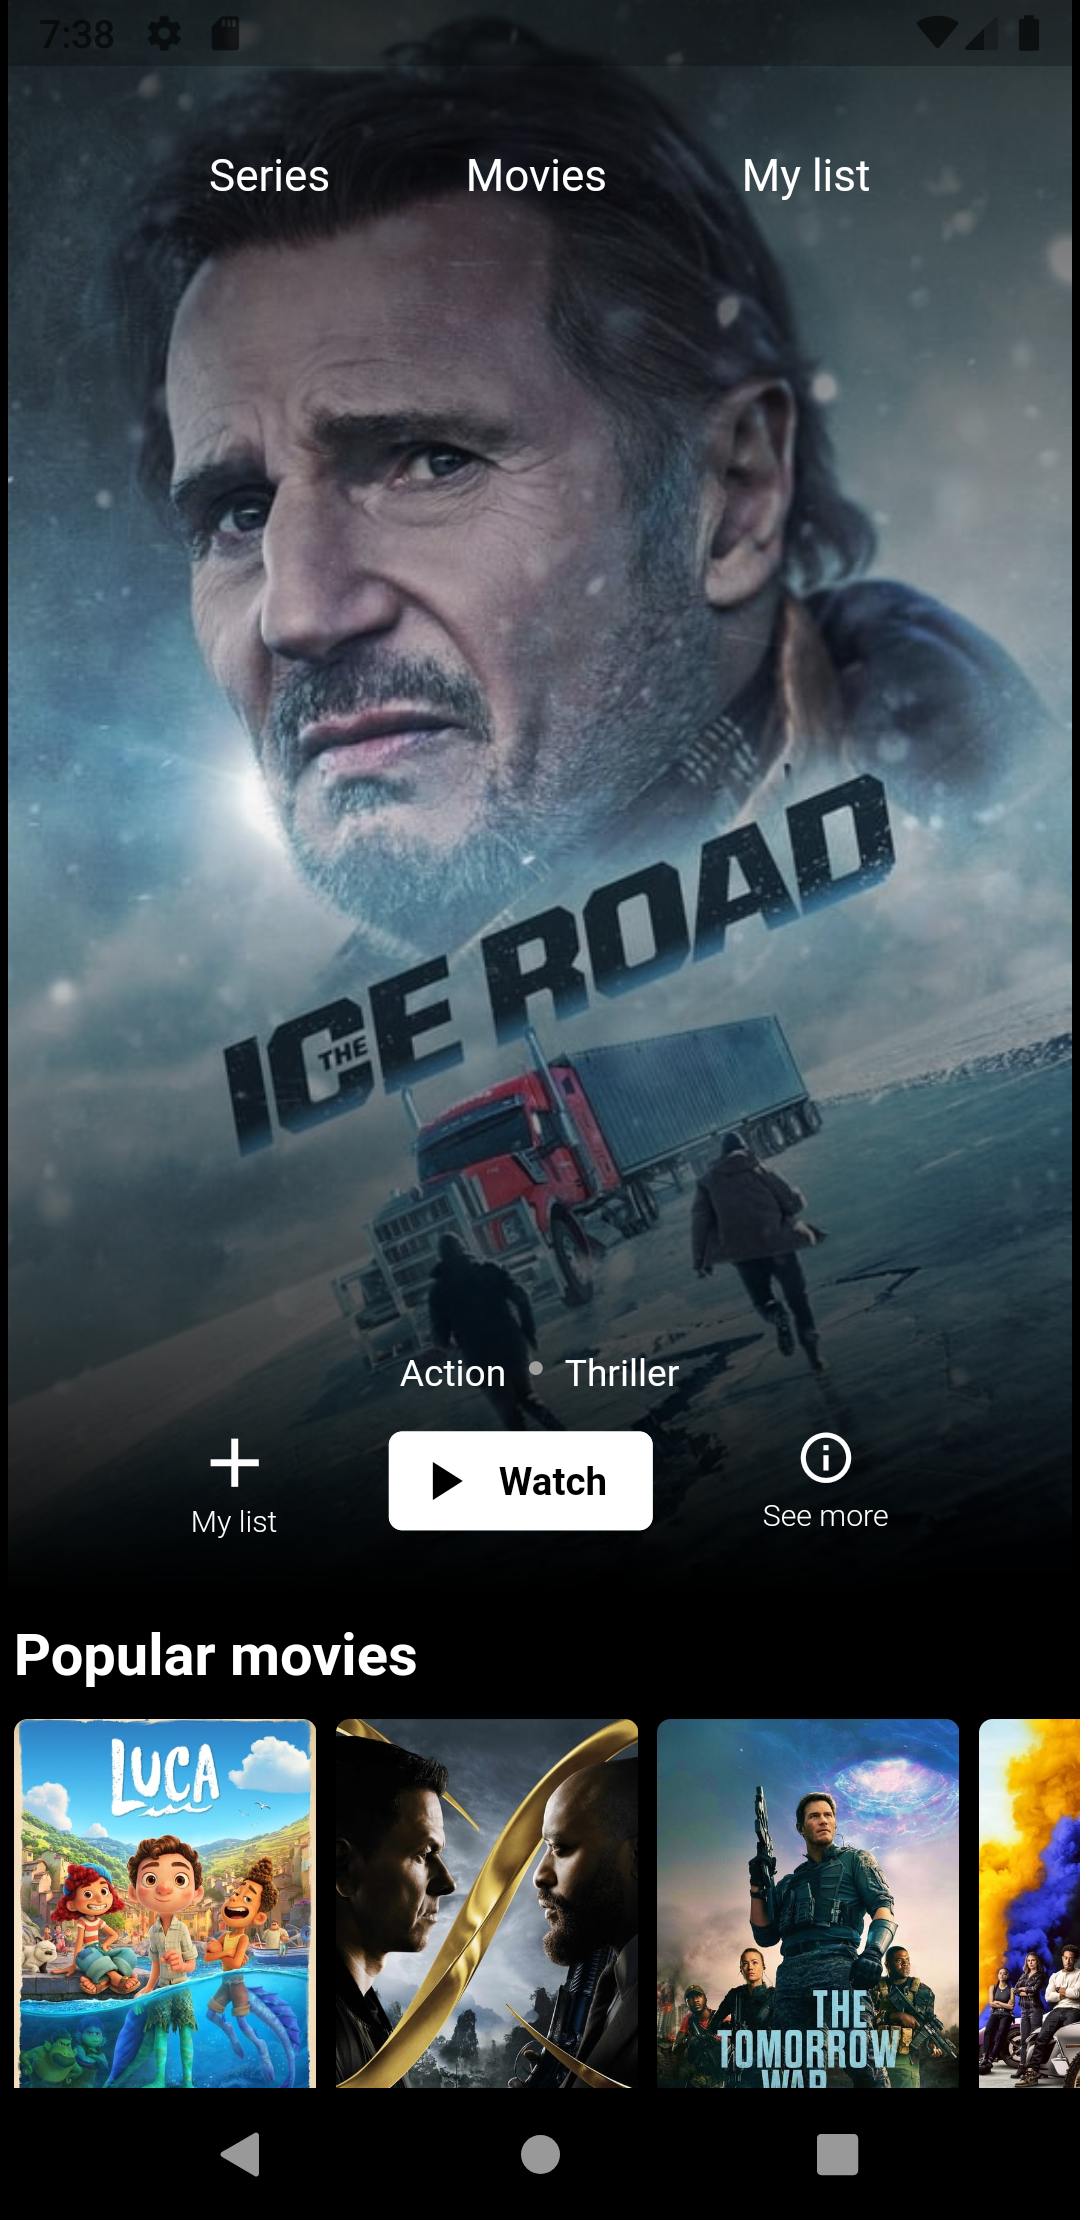 7:38
Series Movies My list
ICE ROAD
THE
Action • Thriller
My list
Watch
See more
Popular movies
LUCA
THE
TOMORROW
WAR